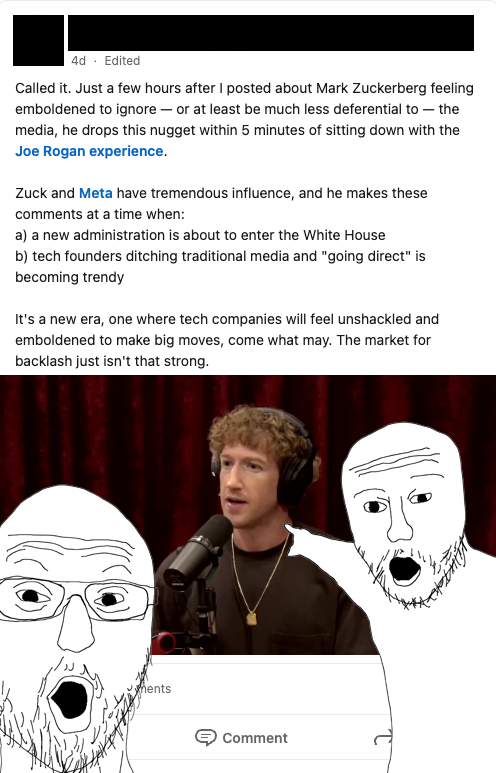 4d · Edited
Called it. Just a few hours after I posted about Mark Zuckerberg feeling
emboldened to ignore — or at least be much less deferential to — the
media, he drops this nugget within 5 minutes of sitting down with the
Joe Rogan experience.
Zuck and Meta have tremendous influence, and he makes these
comments at a time when:
a) a new administration is about to enter the White House
b) tech founders ditching traditional media and "going direct" is
becoming trendy
It's a new era, one where tech companies will feel unshackled and
emboldened to make big moves, come what may. The market for
backlash just isn't that strong.
Comment